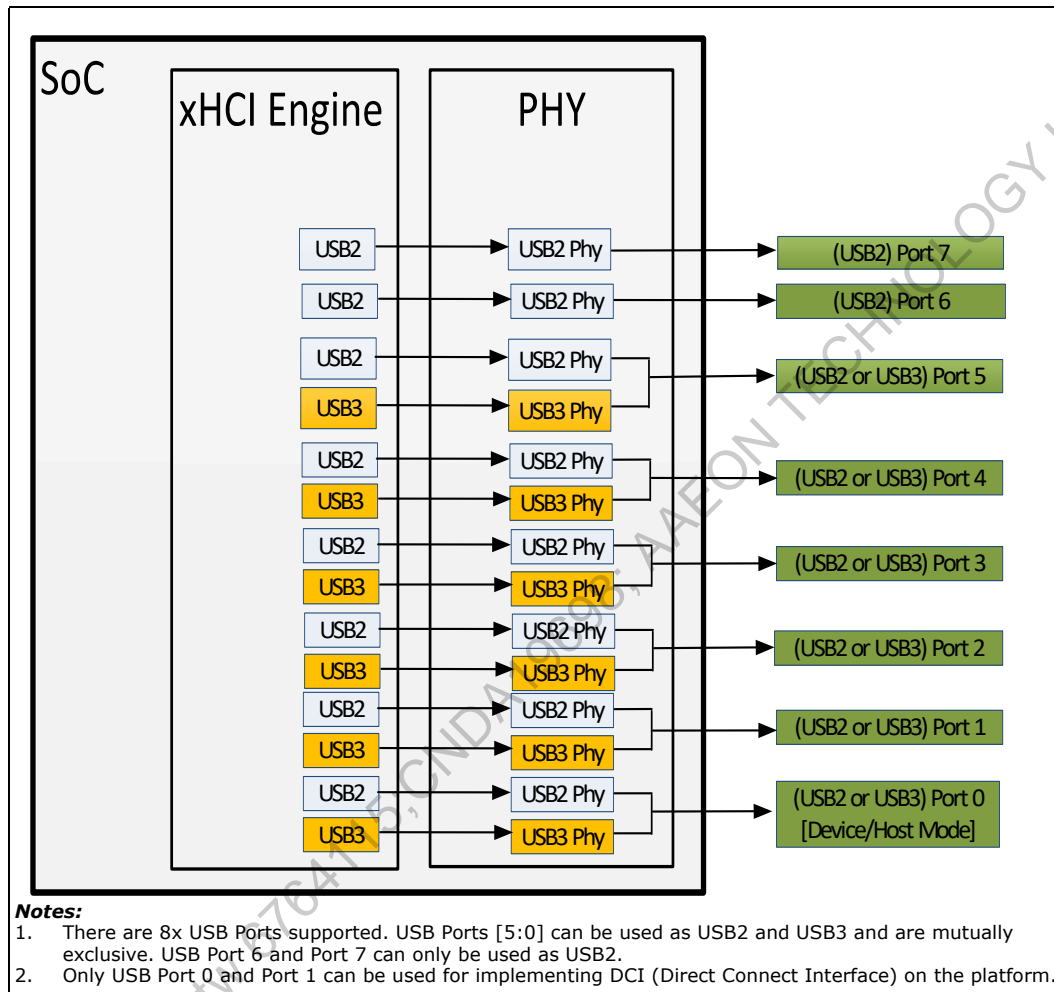 SoC
xHCI Engine
PHY
USB2
USB2 Phy
(USB2) Port 7
USB2
USB2 Phy
(USB2) Port 6
USB2
USB2 Phy
USB3
USB3 Phy
(USB2 or USB3) Port 5
USB2
USB2 Phy
USB3
USB3 Phy
(USB2 or USB3) Port 4
USB2
USB2 Phy
USB3
USB3 Phy
(USB2 or USB3) Port 3
USB2
USB2 Phy
USB3
USB3 Phy
(USB2 or USB3) Port 2
USB2
USB2 Phy
USB3
USB3 Phy
(USB2 or USB3) Port 1
USB2
USB2 Phy
USB3
USB3 Phy
(USB2 or USB3) Port 0
[Device/Host Mode]
Notes:
1. There are 8x USB Ports supported. USB Ports [5:0] can be used as USB2 and USB3 and are mutually
exclusive. USB Port 6 and Port 7 can only be used as USB2.
2. Only USB Port 0 and Port 1 can be used for implementing DCI (Direct Connect Interface) on the platform.
tw 6764115,CNDA19698; AAEON TECHNOLOGY